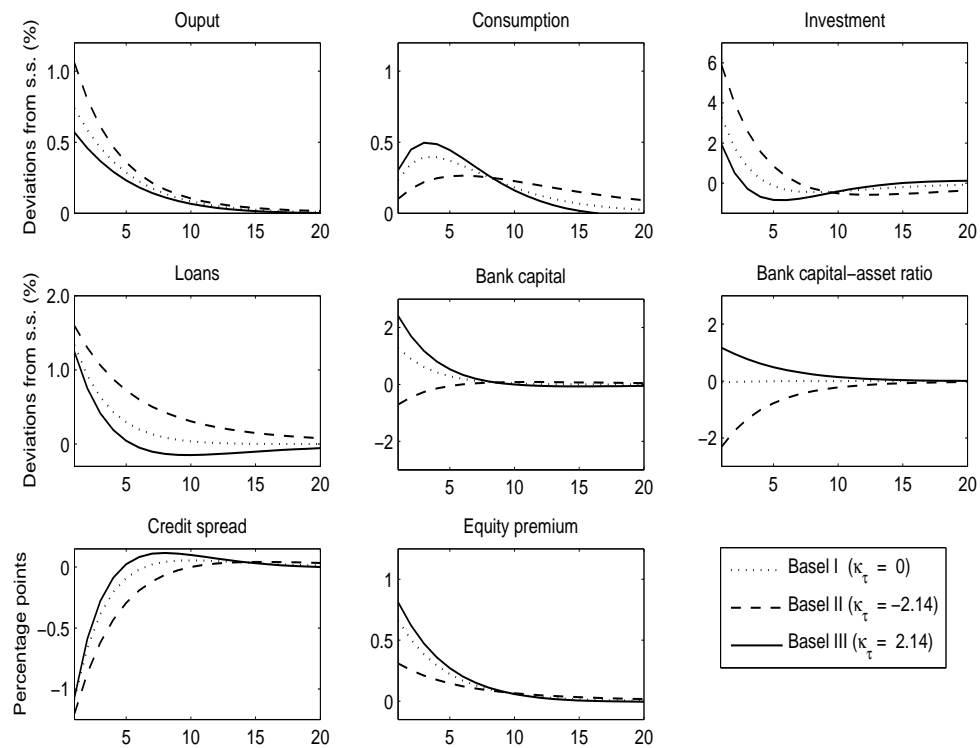 Ouput
Consumption
Investment
Deviations from s.s. (%)
1.0
0.5
0
5 10 15 20
1
0.5
0
5 10 15 20
6
4
2
0
5 10 15 20
Loans
Bank capital
Bank capital−asset ratio
Deviations from s.s. (%)
2.0
1.0
0
5 10 15 20
2
0
−2
5 10 15 20
2
0
−2
5 10 15 20
Credit spread
Equity premium
Percentage points
0
−0.5
−1
5 10 15 20
1
0.5
0
5 10 15 20
Basel I (κτ = 0)
Basel II (κτ = −2.14)
Basel III (κτ = 2.14)